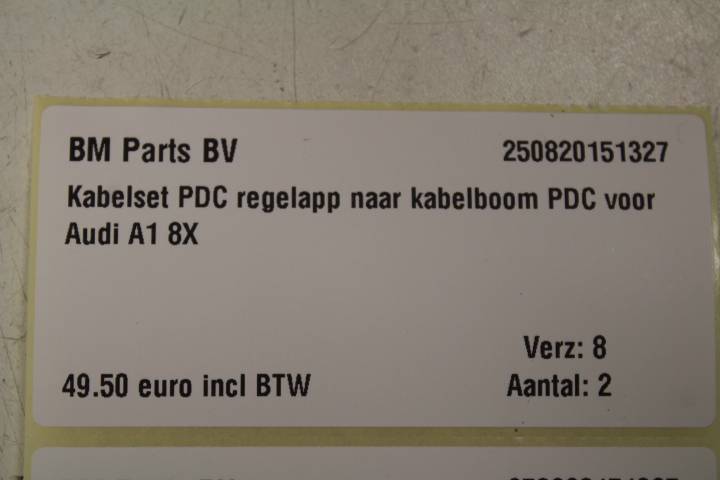 BM Parts BV 250820151327
Kabelset PDC regelapp naar kabelboom PDC voor
Audi A1 8X
Verz: 8
49.50 euro incl BTW Aantal: 2